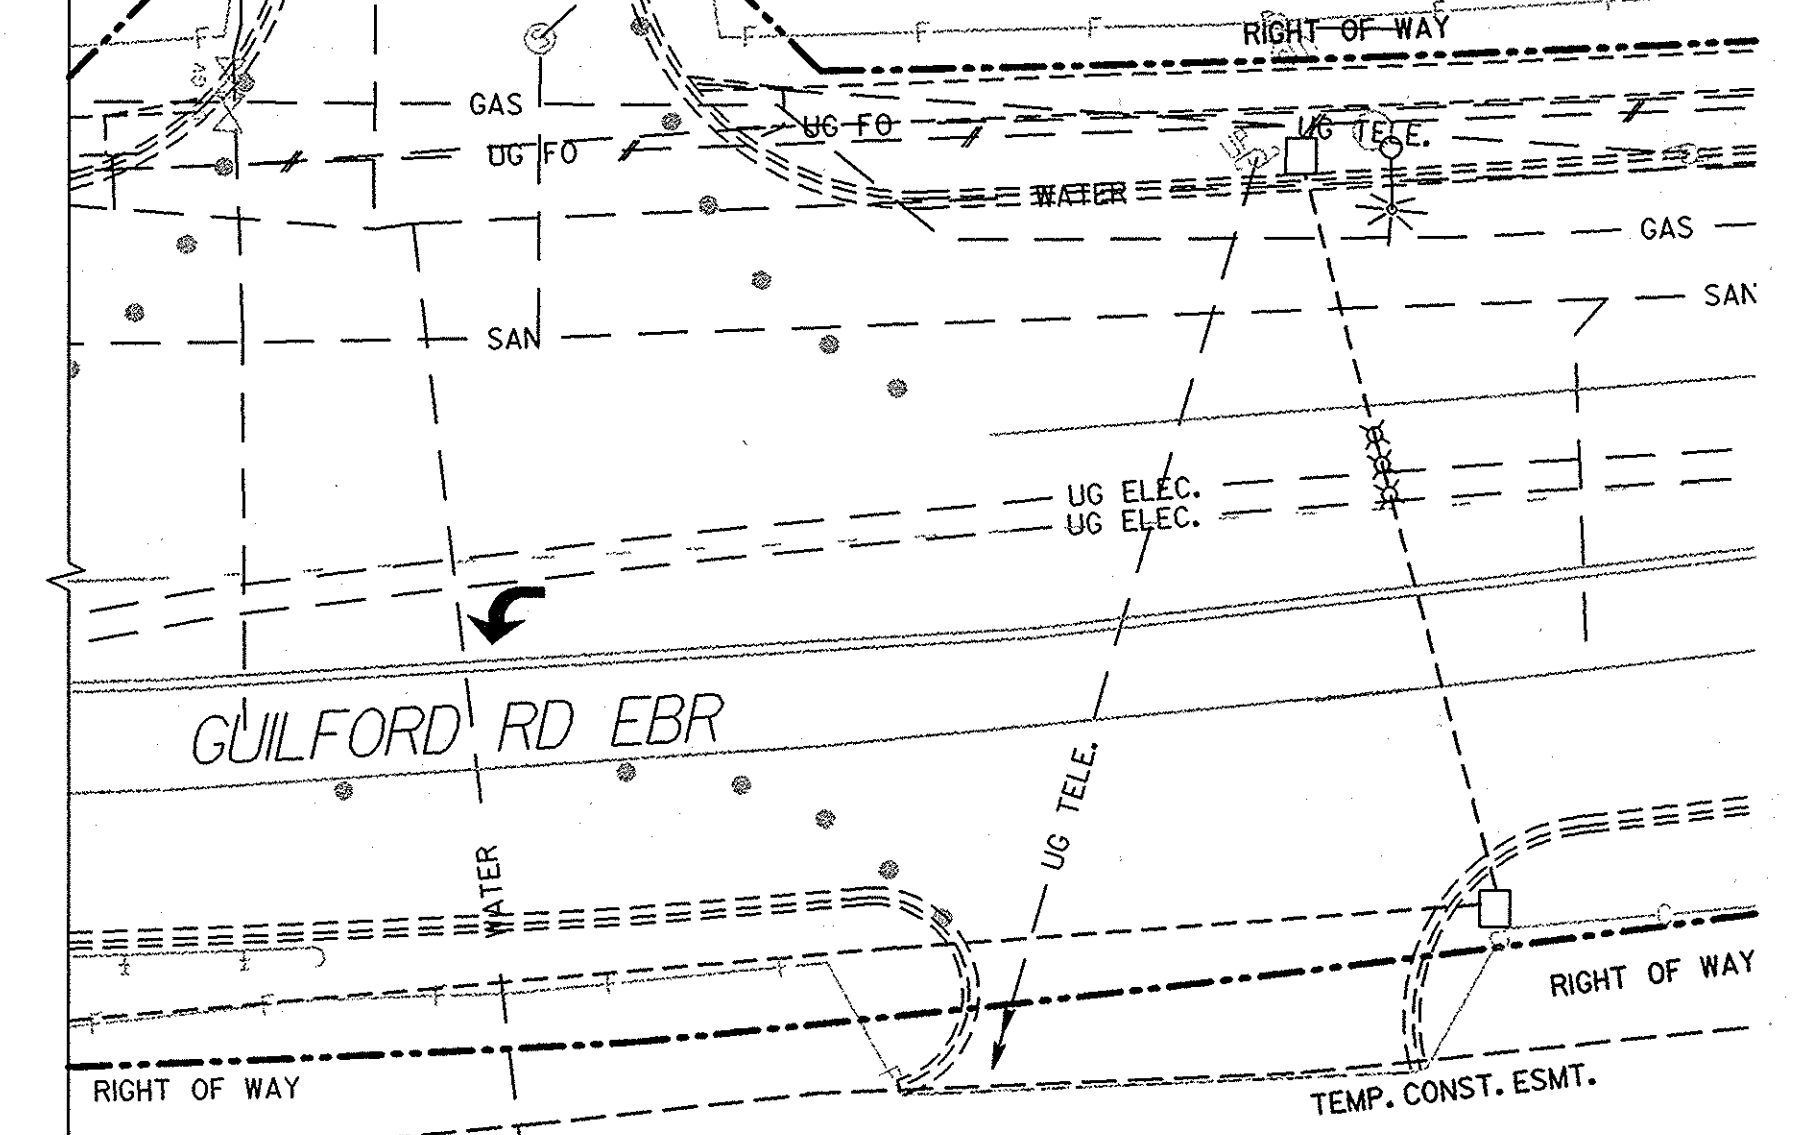 RIGHT OF WAY
GAS
UG FO
UG TELE.
UG FO
WATER
GAS
SAN
SAN
UG ELEC.
UG ELEC.
GUILFORD RD EBR
UG TELE.
WATER
RIGHT OF WAY
RIGHT OF WAY
TEMP. CONST. ESMT.